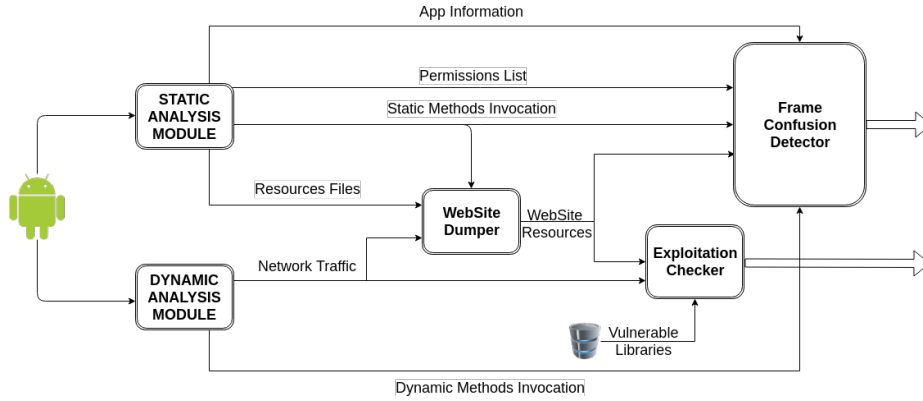 App Information
Permissions List
STATIC
ANALYSIS
MODULE
Static Methods Invocation
Frame
Confusion
Detector
Resources Files
WebSite
Dumper
WebSite
Resources
Network Traffic
Exploitation
Checker
DYNAMIC
ANALYSIS
MODULE
Vulnerable
Libraries
Dynamic Methods Invocation